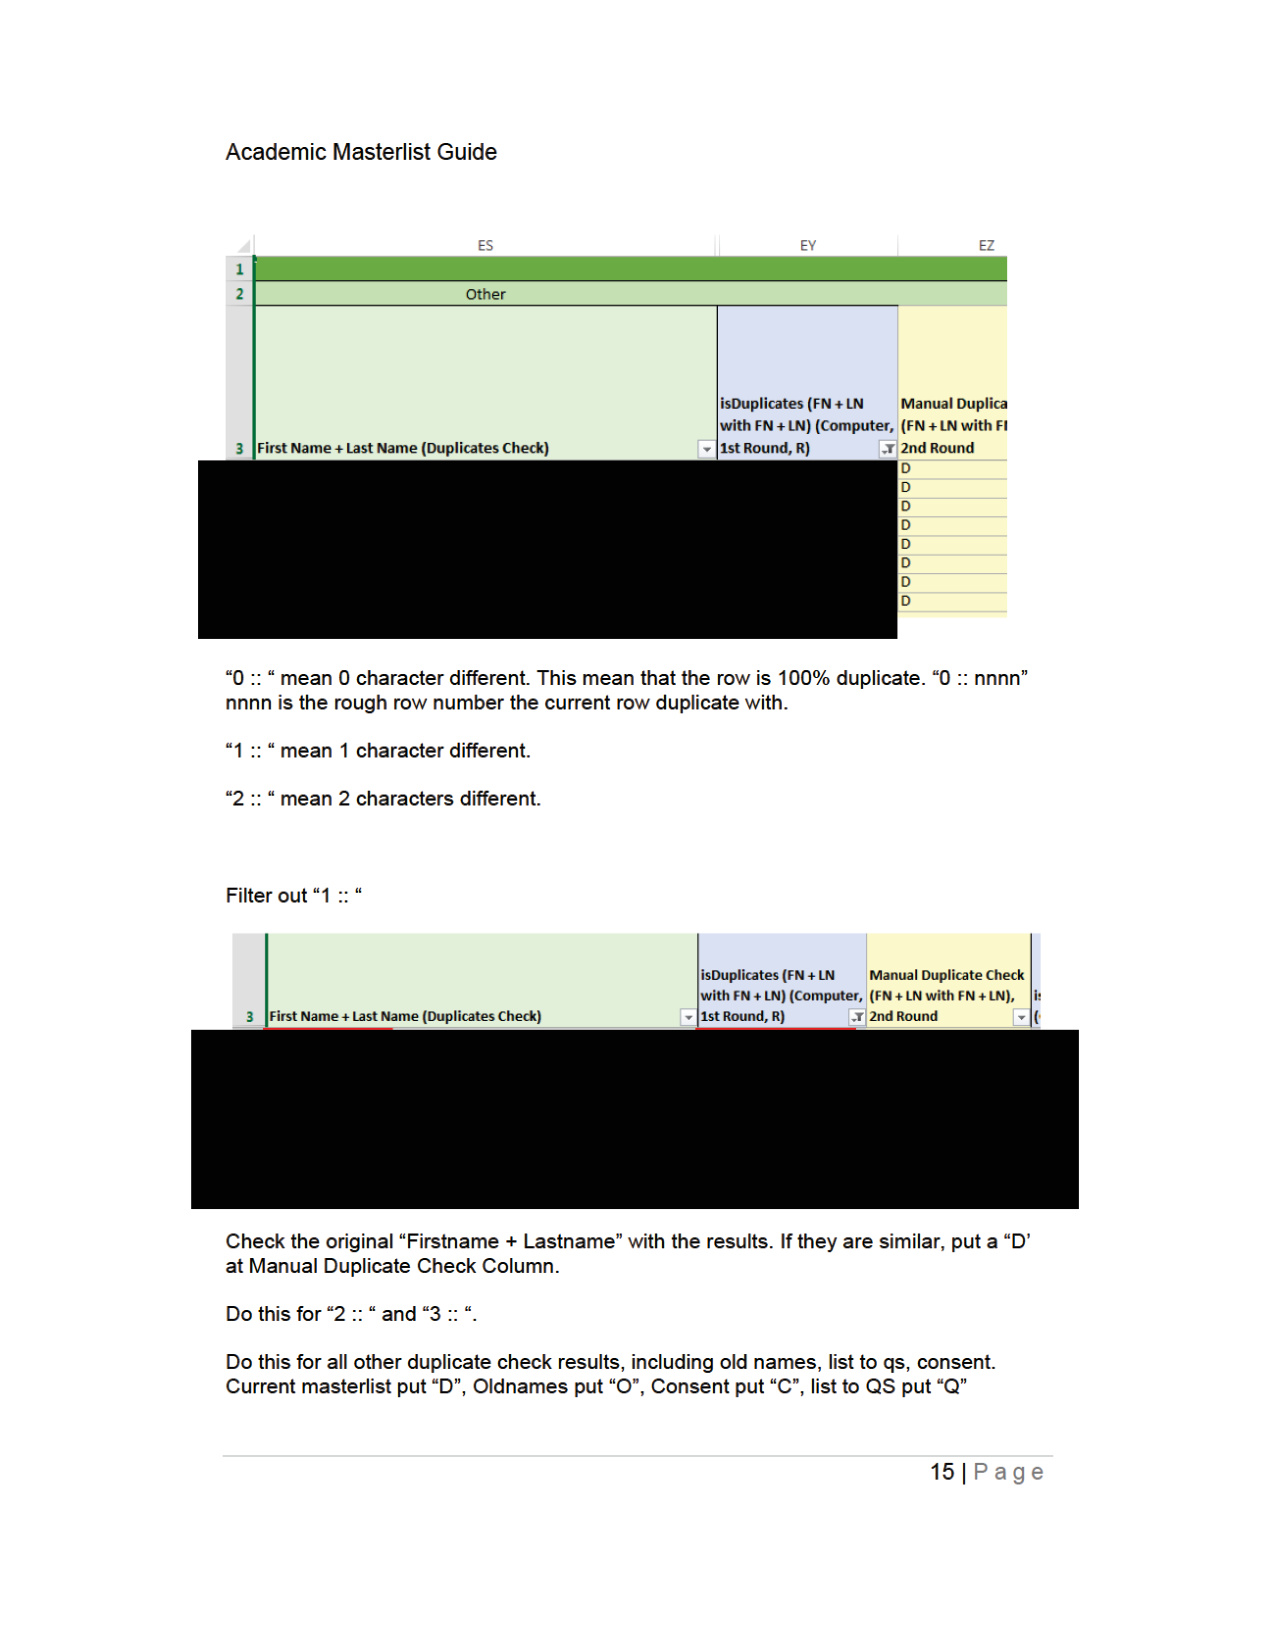 Academic Masterlist Guide
ES EY EZ
1
2 Other
isDuplicates (FN + LN Manual Duplica
with FN + LN) (Computer, (FN + LN with FI
3 First Name + Last Name (Duplicates Check) 1st Round, R) 2nd Round
D
D
D
D
D
D
D
D
“0 :: “ mean 0 character different. This mean that the row is 100% duplicate. “0 :: nnnn”
nnnn is the rough row number the current row duplicate with.
“1 :: “ mean 1 character different.
“2 :: “ mean 2 characters different.
Filter out “1 :: “
isDuplicates (FN + LN Manual Duplicate Check
with FN + LN) (Computer, (FN + LN with FN + LN),
3 First Name + Last Name (Duplicates Check) 1st Round, R) 2nd Round
Check the original “Firstname + Lastname” with the results. If they are similar, put a “D’
at Manual Duplicate Check Column.
Do this for “2 :: “ and “3 :: “.
Do this for all other duplicate check results, including old names, list to qs, consent.
Current masterlist put “D”, Oldnames put “O”, Consent put “C”, list to QS put “Q”
15 | Page